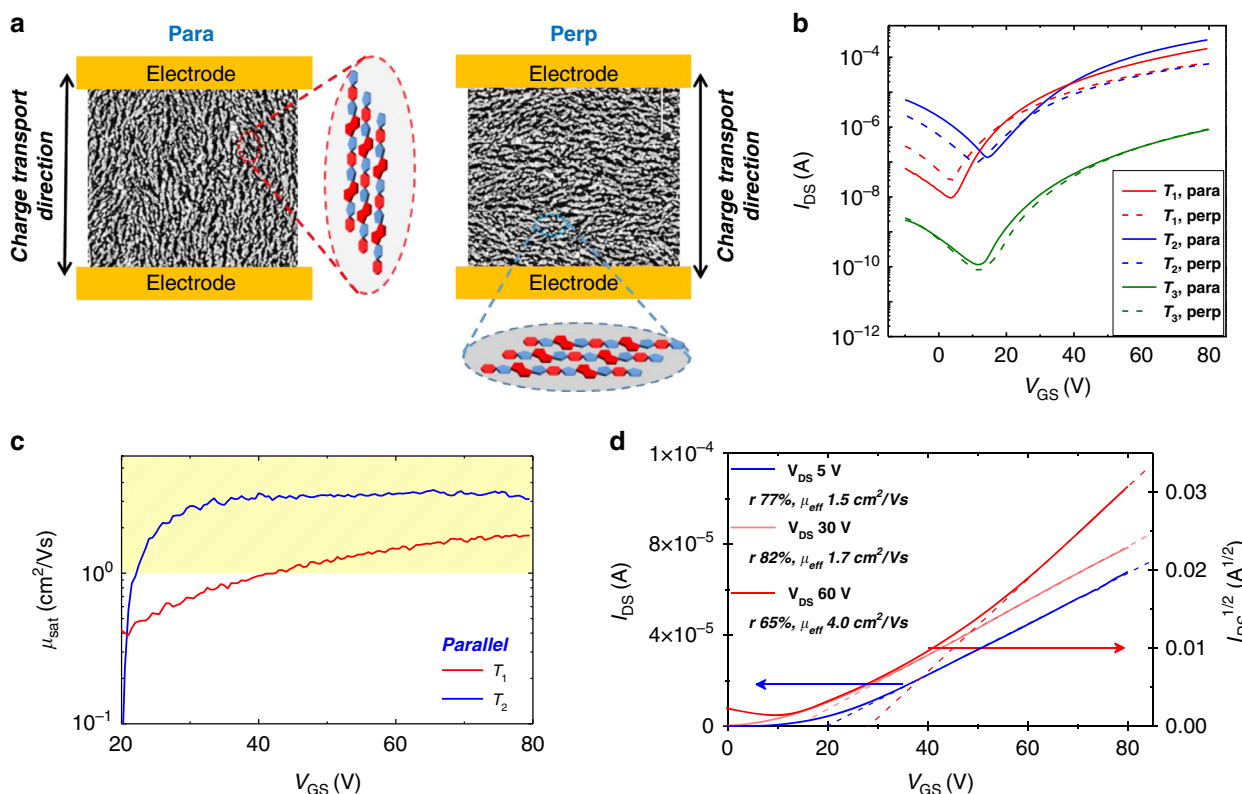 a
Para
Perp
Electrode
Electrode
Charge transport
direction
Electrode
Electrode
Charge transport
direction
b
10⁻⁴
10⁻⁶
10⁻⁸
10⁻¹⁰
10⁻¹²
I_DS (A)
0
20
40
60
80
V_GS (V)
T₁, para
T₁, perp
T₂, para
T₂, perp
T₃, para
T₃, perp
c
10⁰
10⁻¹
μ_sat (cm²/Vs)
20
40
60
80
V_GS (V)
Parallel
T₁
T₂
d
1×10⁻⁴
8×10⁻⁵
4×10⁻⁵
0
I_DS (A)
V_DS 5 V
r 77%, μ_eff 1.5 cm²/Vs
V_DS 30 V
r 82%, μ_eff 1.7 cm²/Vs
V_DS 60 V
r 65%, μ_eff 4.0 cm²/Vs
0.03
0.02
0.01
0.00
I_DS^1/2 (A^1/2)
0
20
40
60
80
V_GS (V)